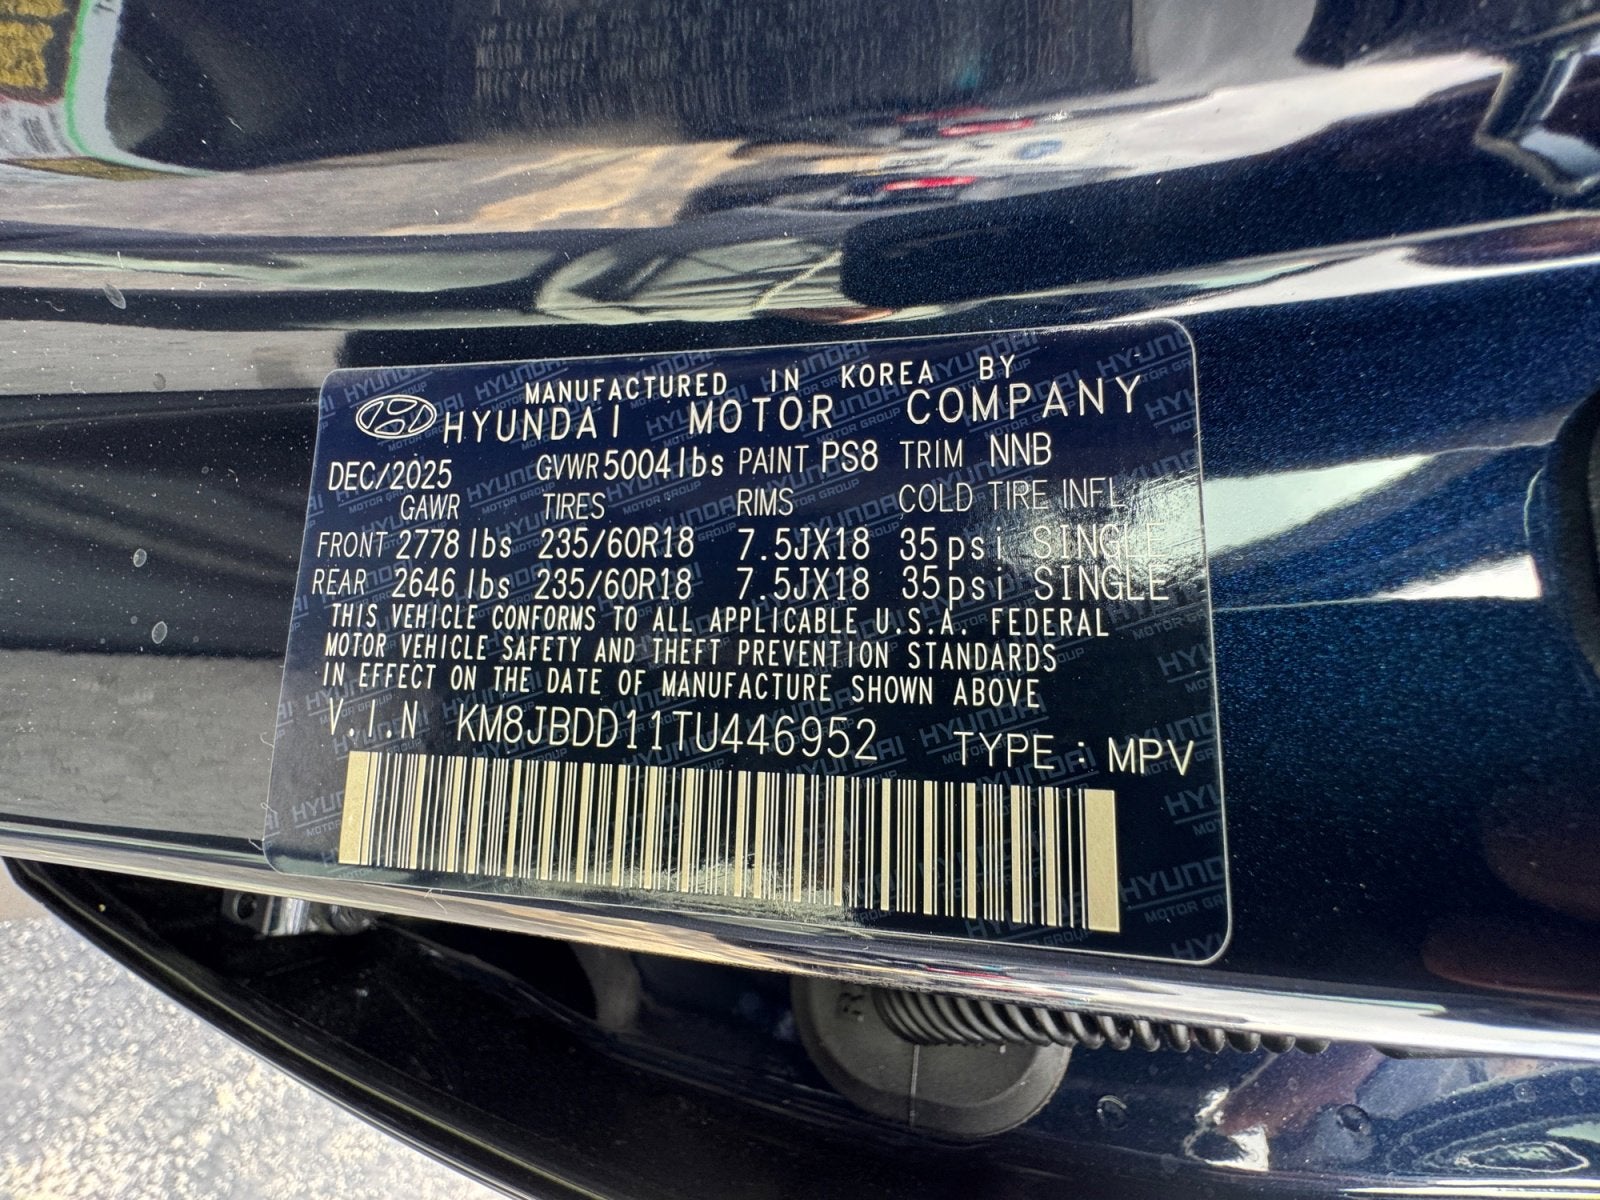 MANUFACTURED IN KOREA BY
HYUNDAI MOTOR COMPANY
DEC/2025 GVWR 5004lbs PAINT PS8 TRIM NNB
GAWR TIRES RIMS COLD TIRE INFL
FRONT 2778 lbs 235/60R18 7.5JX18 35psi SINGLE
REAR 2646 lbs 235/60R18 7.5JX18 35psi SINGLE
THIS VEHICLE CONFORMS TO ALL APPLICABLE U.S.A. FEDERAL
MOTOR VEHICLE SAFETY AND THEFT PREVENTION STANDARDS
IN EFFECT ON THE DATE OF MANUFACTURE SHOWN ABOVE
V.I.N KM8JBDD11TU446952 TYPE : MPV